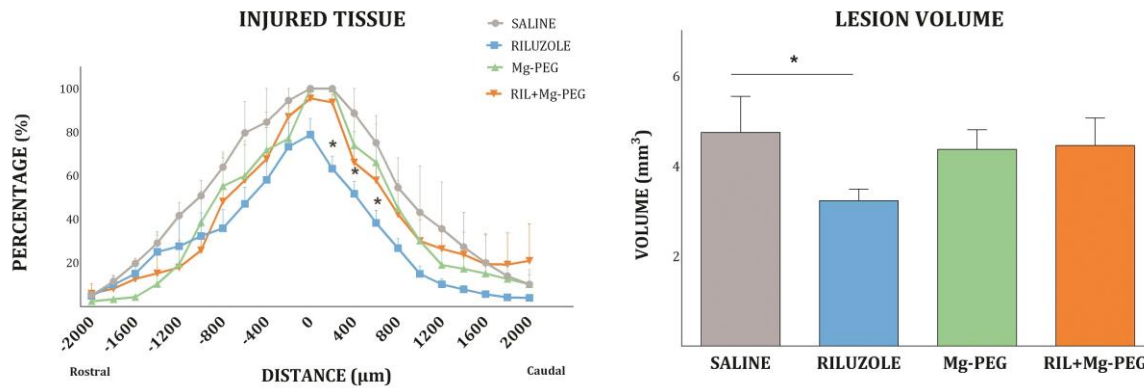 INJURED TISSUE
SALINE
RILUZOLE
Mg-PEG
RIL+Mg-PEG
PERCENTAGE (%)
100
80
60
40
20
*
*
*
-2000
-1600
-1200
-800
-400
0
400
800
1200
1600
2000
Rostral
DISTANCE (µm)
Caudal
LESION VOLUME
VOLUME (mm³)
6
4
2
*
SALINE
RILUZOLE
Mg-PEG
RIL+Mg-PEG